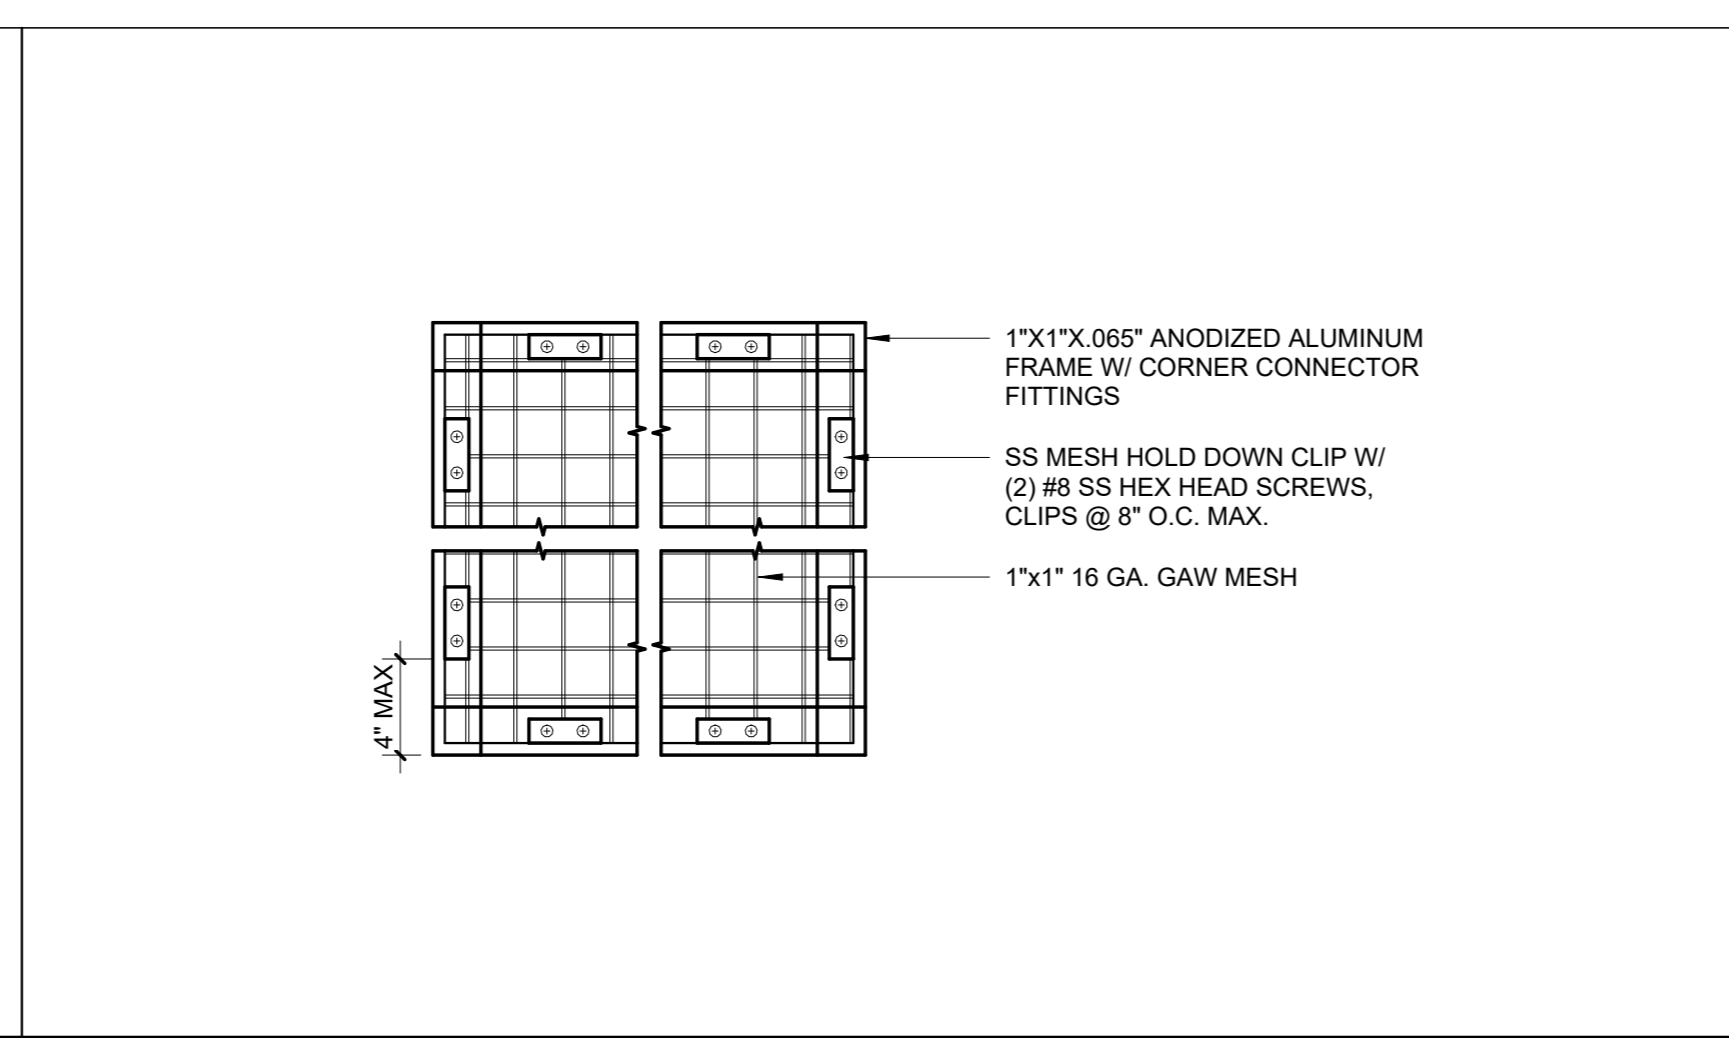 1"X1"X.065" ANODIZED ALUMINUM
FRAME W/ CORNER CONNECTOR
FITTINGS
SS MESH HOLD DOWN CLIP W/
(2) #8 SS HEX HEAD SCREWS,
CLIPS @ 8" O.C. MAX.
1"x1" 16 GA. GAW MESH
4" MAX